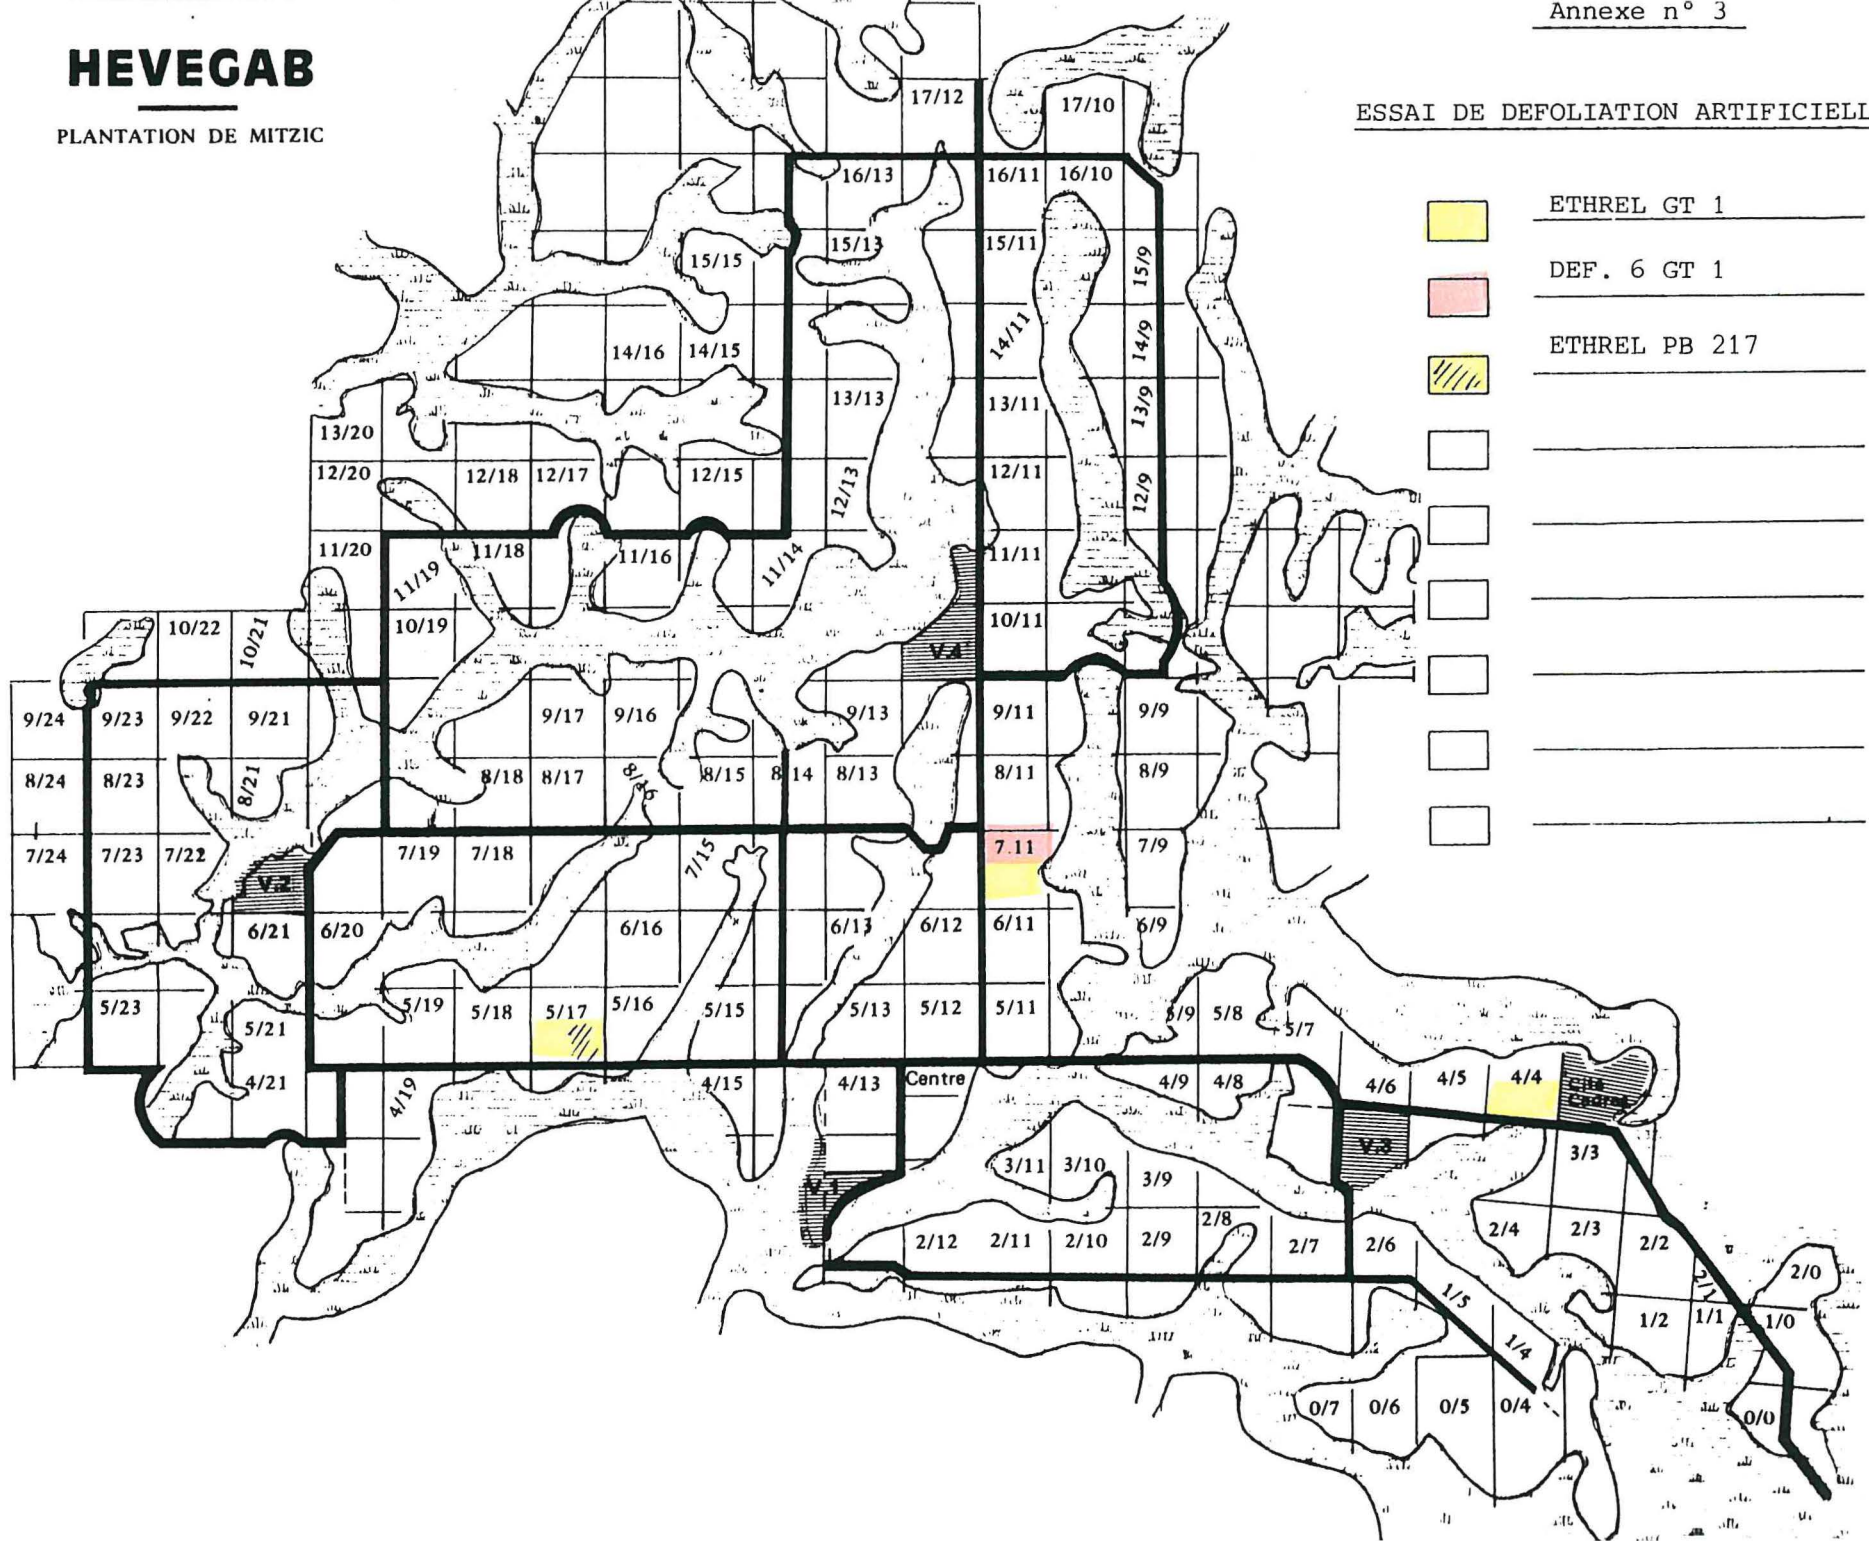 Annexe n° 3
HEVEGAB
PLANTATION DE MITZIC
ESSAI DE DEFOLIATION ARTIFICIELL
ETHREL GT 1
DEF. 6 GT 1
ETHREL PB 217
17/12 17/10
16/13 16/11 16/10
15/15 15/13 15/11 15/9
14/16 14/15 14/11 14/9
13/20 13/13 13/11 13/9
12/20 12/18 12/17 12/15 12/13 12/11 12/9
11/20 11/19 11/18 11/16 11/14 11/11
10/22 10/21 10/19 10/11
V.4
9/24 9/23 9/22 9/21 9/17 9/16 9/13 9/11 9/9
8/24 8/23 8/21 8/18 8/17 8/16 8/15 8/14 8/13 8/11 8/9
7/24 7/23 7/22 7/19 7/18 7/15 7.11 7/9
V.2
6/21 6/20 6/16 6/13 6/12 6/11 6/9
5/23 5/21 5/19 5/18 5/17 5/16 5/15 5/13 5/12 5/11 5/9 5/8 5/7
4/21 4/19 4/15 4/13 Centre 4/9 4/8 4/6 4/5 4/4 Cité
Cadres
V.3
3/11 3/10 3/9 3/3
V.1
2/12 2/11 2/10 2/9 2/8 2/7 2/6 2/4 2/3 2/2 2/1 2/0
1/5 1/4 1/2 1/1 1/0
0/7 0/6 0/5 0/4 0/0